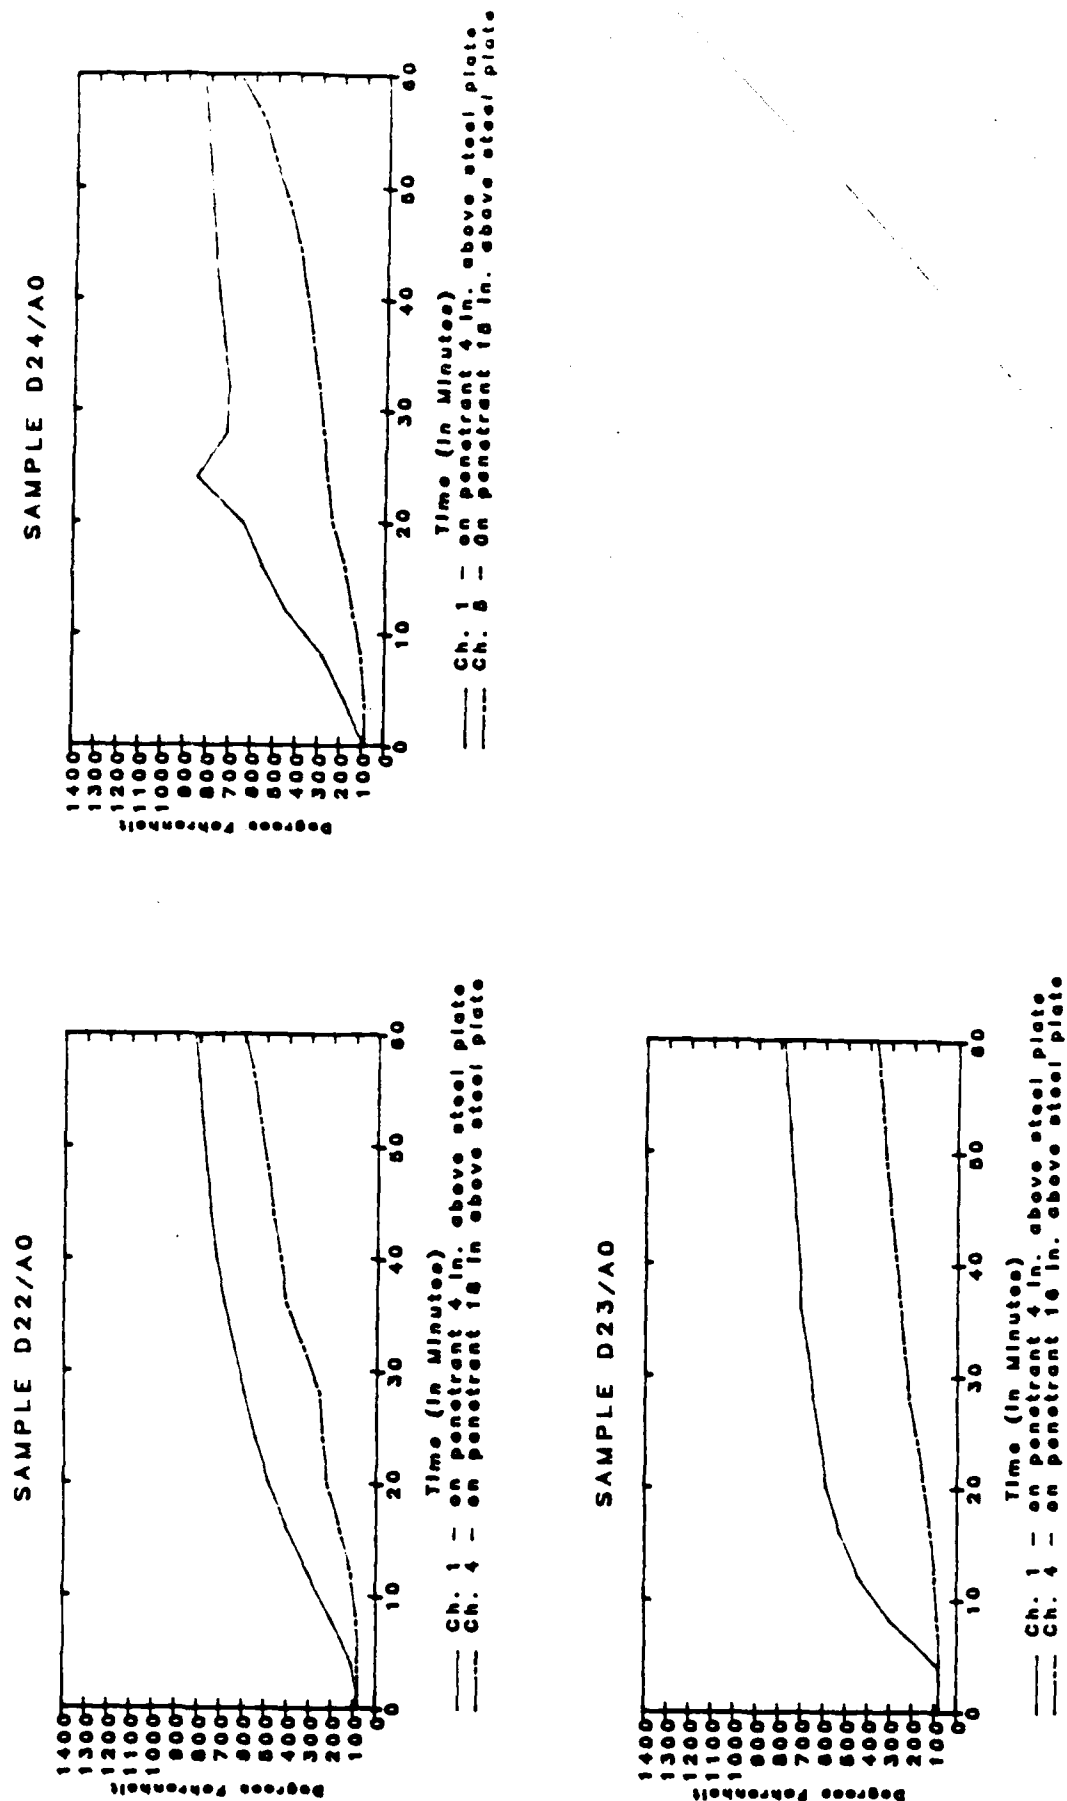 SAMPLE D22/A0
Degrees Fahrenheit
1400
1300
1200
1100
1000
900
800
700
600
500
400
300
200
100
0
0 10 20 30 40 50 60
Time (in Minutes)
Ch. 1 - on penetrant 4 in. above steel plate
Ch. 4 - on penetrant 16 in above steel plate
SAMPLE D24/A0
Degrees Fahrenheit
1400
1300
1200
1100
1000
900
800
700
600
500
400
300
200
100
0
0 10 20 30 40 50 60
Time (in Minutes)
Ch. 1 - on penetrant 4 in. above steel plate
Ch. 5 - On penetrant 16 in. above steel plate
SAMPLE D23/A0
Degrees Fahrenheit
1400
1300
1200
1100
1000
900
800
700
600
500
400
300
200
100
0
0 10 20 30 40 50 60
Time (in Minutes)
Ch. 1 - on penetrant 4 in. above steel plate
Ch. 4 - on penetrant 16 in. above steel plate